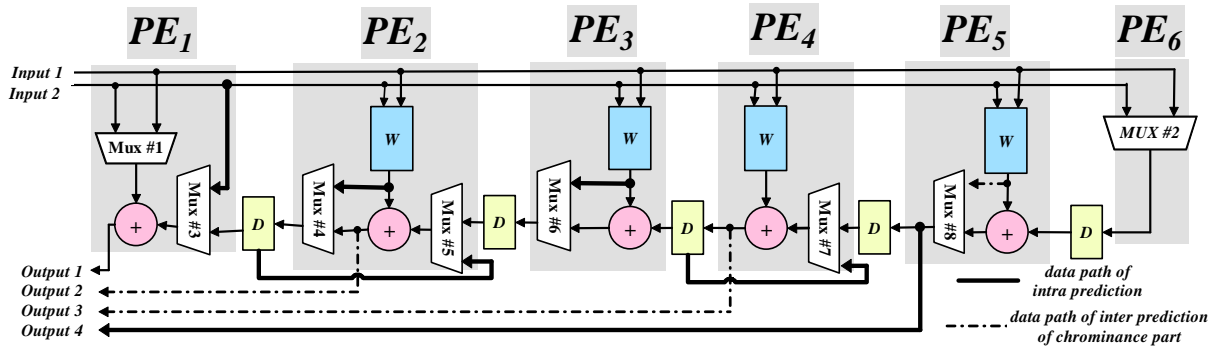 PE1 PE2 PE3 PE4 PE5 PE6
Input 1
Input 2
Mux #1
MUX #2
W
W
W
W
Mux #3
D
Mux #4
Mux #5
D
Mux #6
D
Mux #7
D
Mux #8
D
+
+
+
+
+
Output 1
Output 2
Output 3
Output 4
data path of
intra prediction
data path of inter prediction
of chrominance part